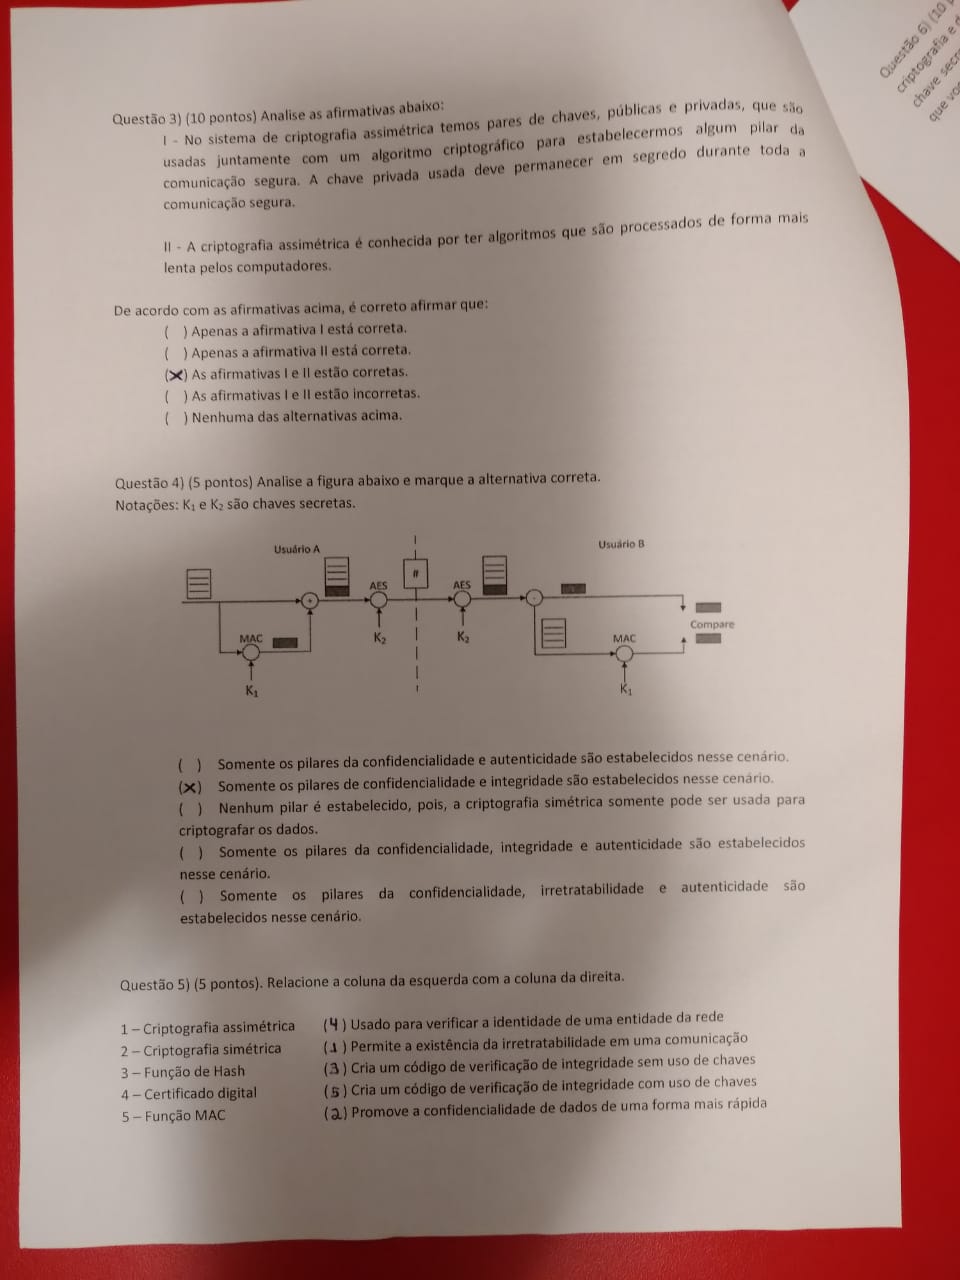 Questão 6) (10
criptografia e d
chave secr
que voc
Questão 3) (10 pontos) Analise as afirmativas abaixo:
I - No sistema de criptografia assimétrica temos pares de chaves, públicas e privadas, que são
usadas juntamente com um algoritmo criptográfico para estabelecermos algum pilar da
comunicação segura. A chave privada usada deve permanecer em segredo durante toda a
comunicação segura.
II - A criptografia assimétrica é conhecida por ter algoritmos que são processados de forma mais
lenta pelos computadores.
De acordo com as afirmativas acima, é correto afirmar que:
( ) Apenas a afirmativa I está correta.
( ) Apenas a afirmativa II está correta.
(X) As afirmativas I e II estão corretas.
( ) As afirmativas I e II estão incorretas.
( ) Nenhuma das alternativas acima.
Questão 4) (5 pontos) Analise a figura abaixo e marque a alternativa correta.
Notações: K₁ e K₂ são chaves secretas.
Usuário A Usuário B
AES # AES
MAC K₂ K₂ MAC Compare
K₁ K₁
( ) Somente os pilares da confidencialidade e autenticidade são estabelecidos nesse cenário.
(X) Somente os pilares de confidencialidade e integridade são estabelecidos nesse cenário.
( ) Nenhum pilar é estabelecido, pois, a criptografia simétrica somente pode ser usada para
criptografar os dados.
( ) Somente os pilares da confidencialidade, integridade e autenticidade são estabelecidos
nesse cenário.
( ) Somente os pilares da confidencialidade, irretratabilidade e autenticidade são
estabelecidos nesse cenário.
Questão 5) (5 pontos). Relacione a coluna da esquerda com a coluna da direita.
1 – Criptografia assimétrica (4) Usado para verificar a identidade de uma entidade da rede
2 – Criptografia simétrica (1) Permite a existência da irretratabilidade em uma comunicação
3 – Função de Hash (3) Cria um código de verificação de integridade sem uso de chaves
4 – Certificado digital (5) Cria um código de verificação de integridade com uso de chaves
5 – Função MAC (2) Promove a confidencialidade de dados de uma forma mais rápida